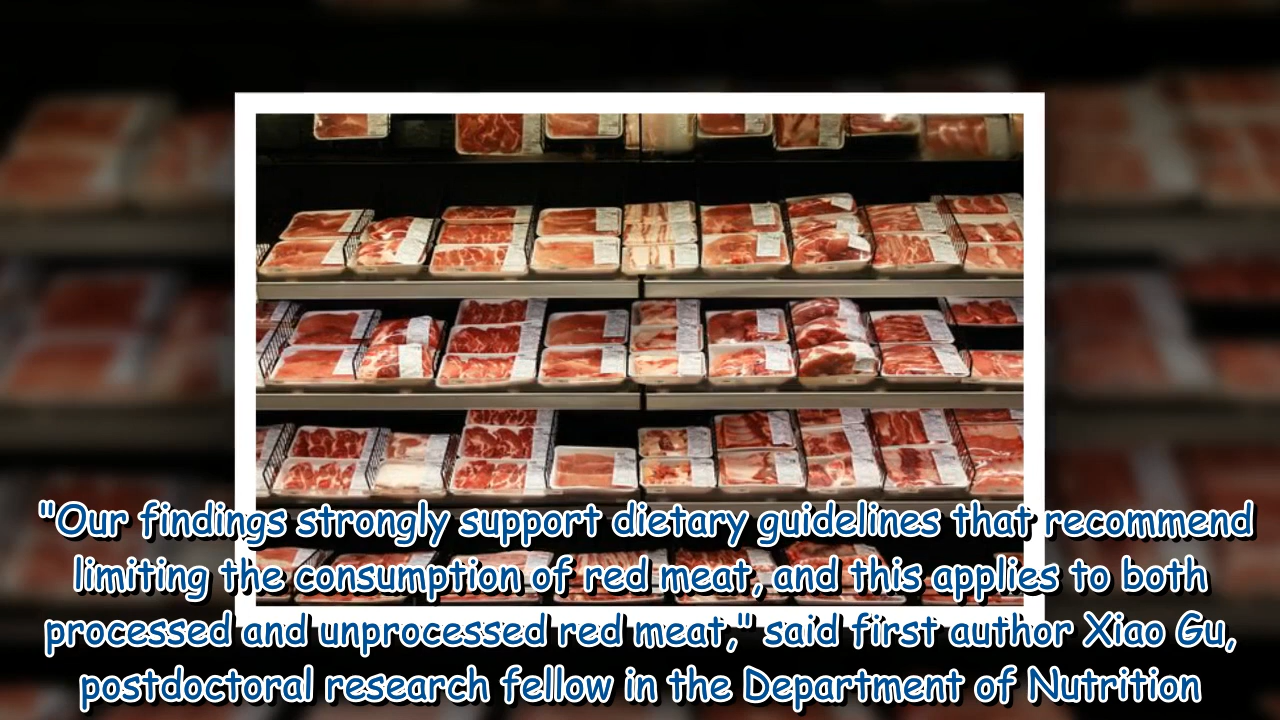 "Our findings strongly support dietary guidelines that recommend
limiting the consumption of red meat, and this applies to both
processed and unprocessed red meat," said first author Xiao Gu,
postdoctoral research fellow in the Department of Nutrition